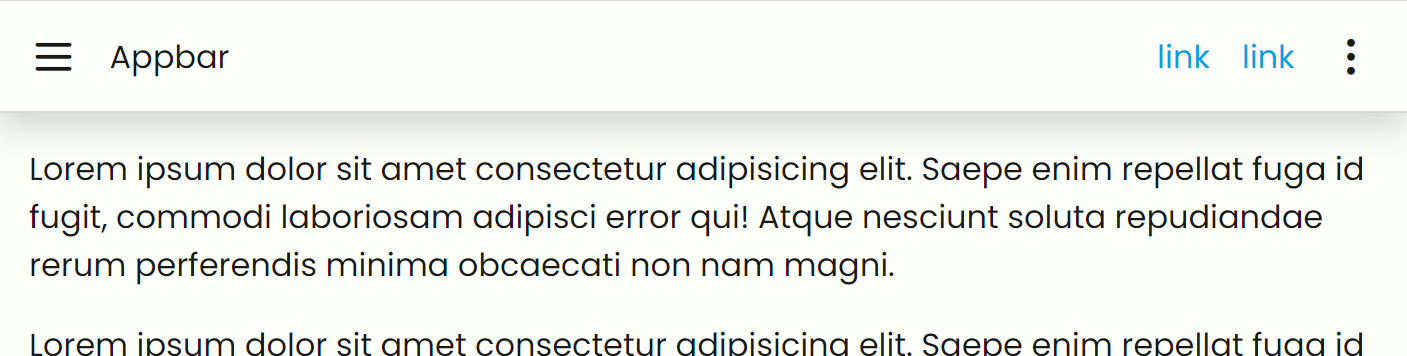 Appbar link link
Lorem ipsum dolor sit amet consectetur adipisicing elit. Saepe enim repellat fuga id
fugit, commodi laboriosam adipisci error qui! Atque nesciunt soluta repudiandae
rerum perferendis minima obcaecati non nam magni.
Lorem ipsum dolor sit amet consectetur adipisicing elit. Saepe enim repellat fuga id